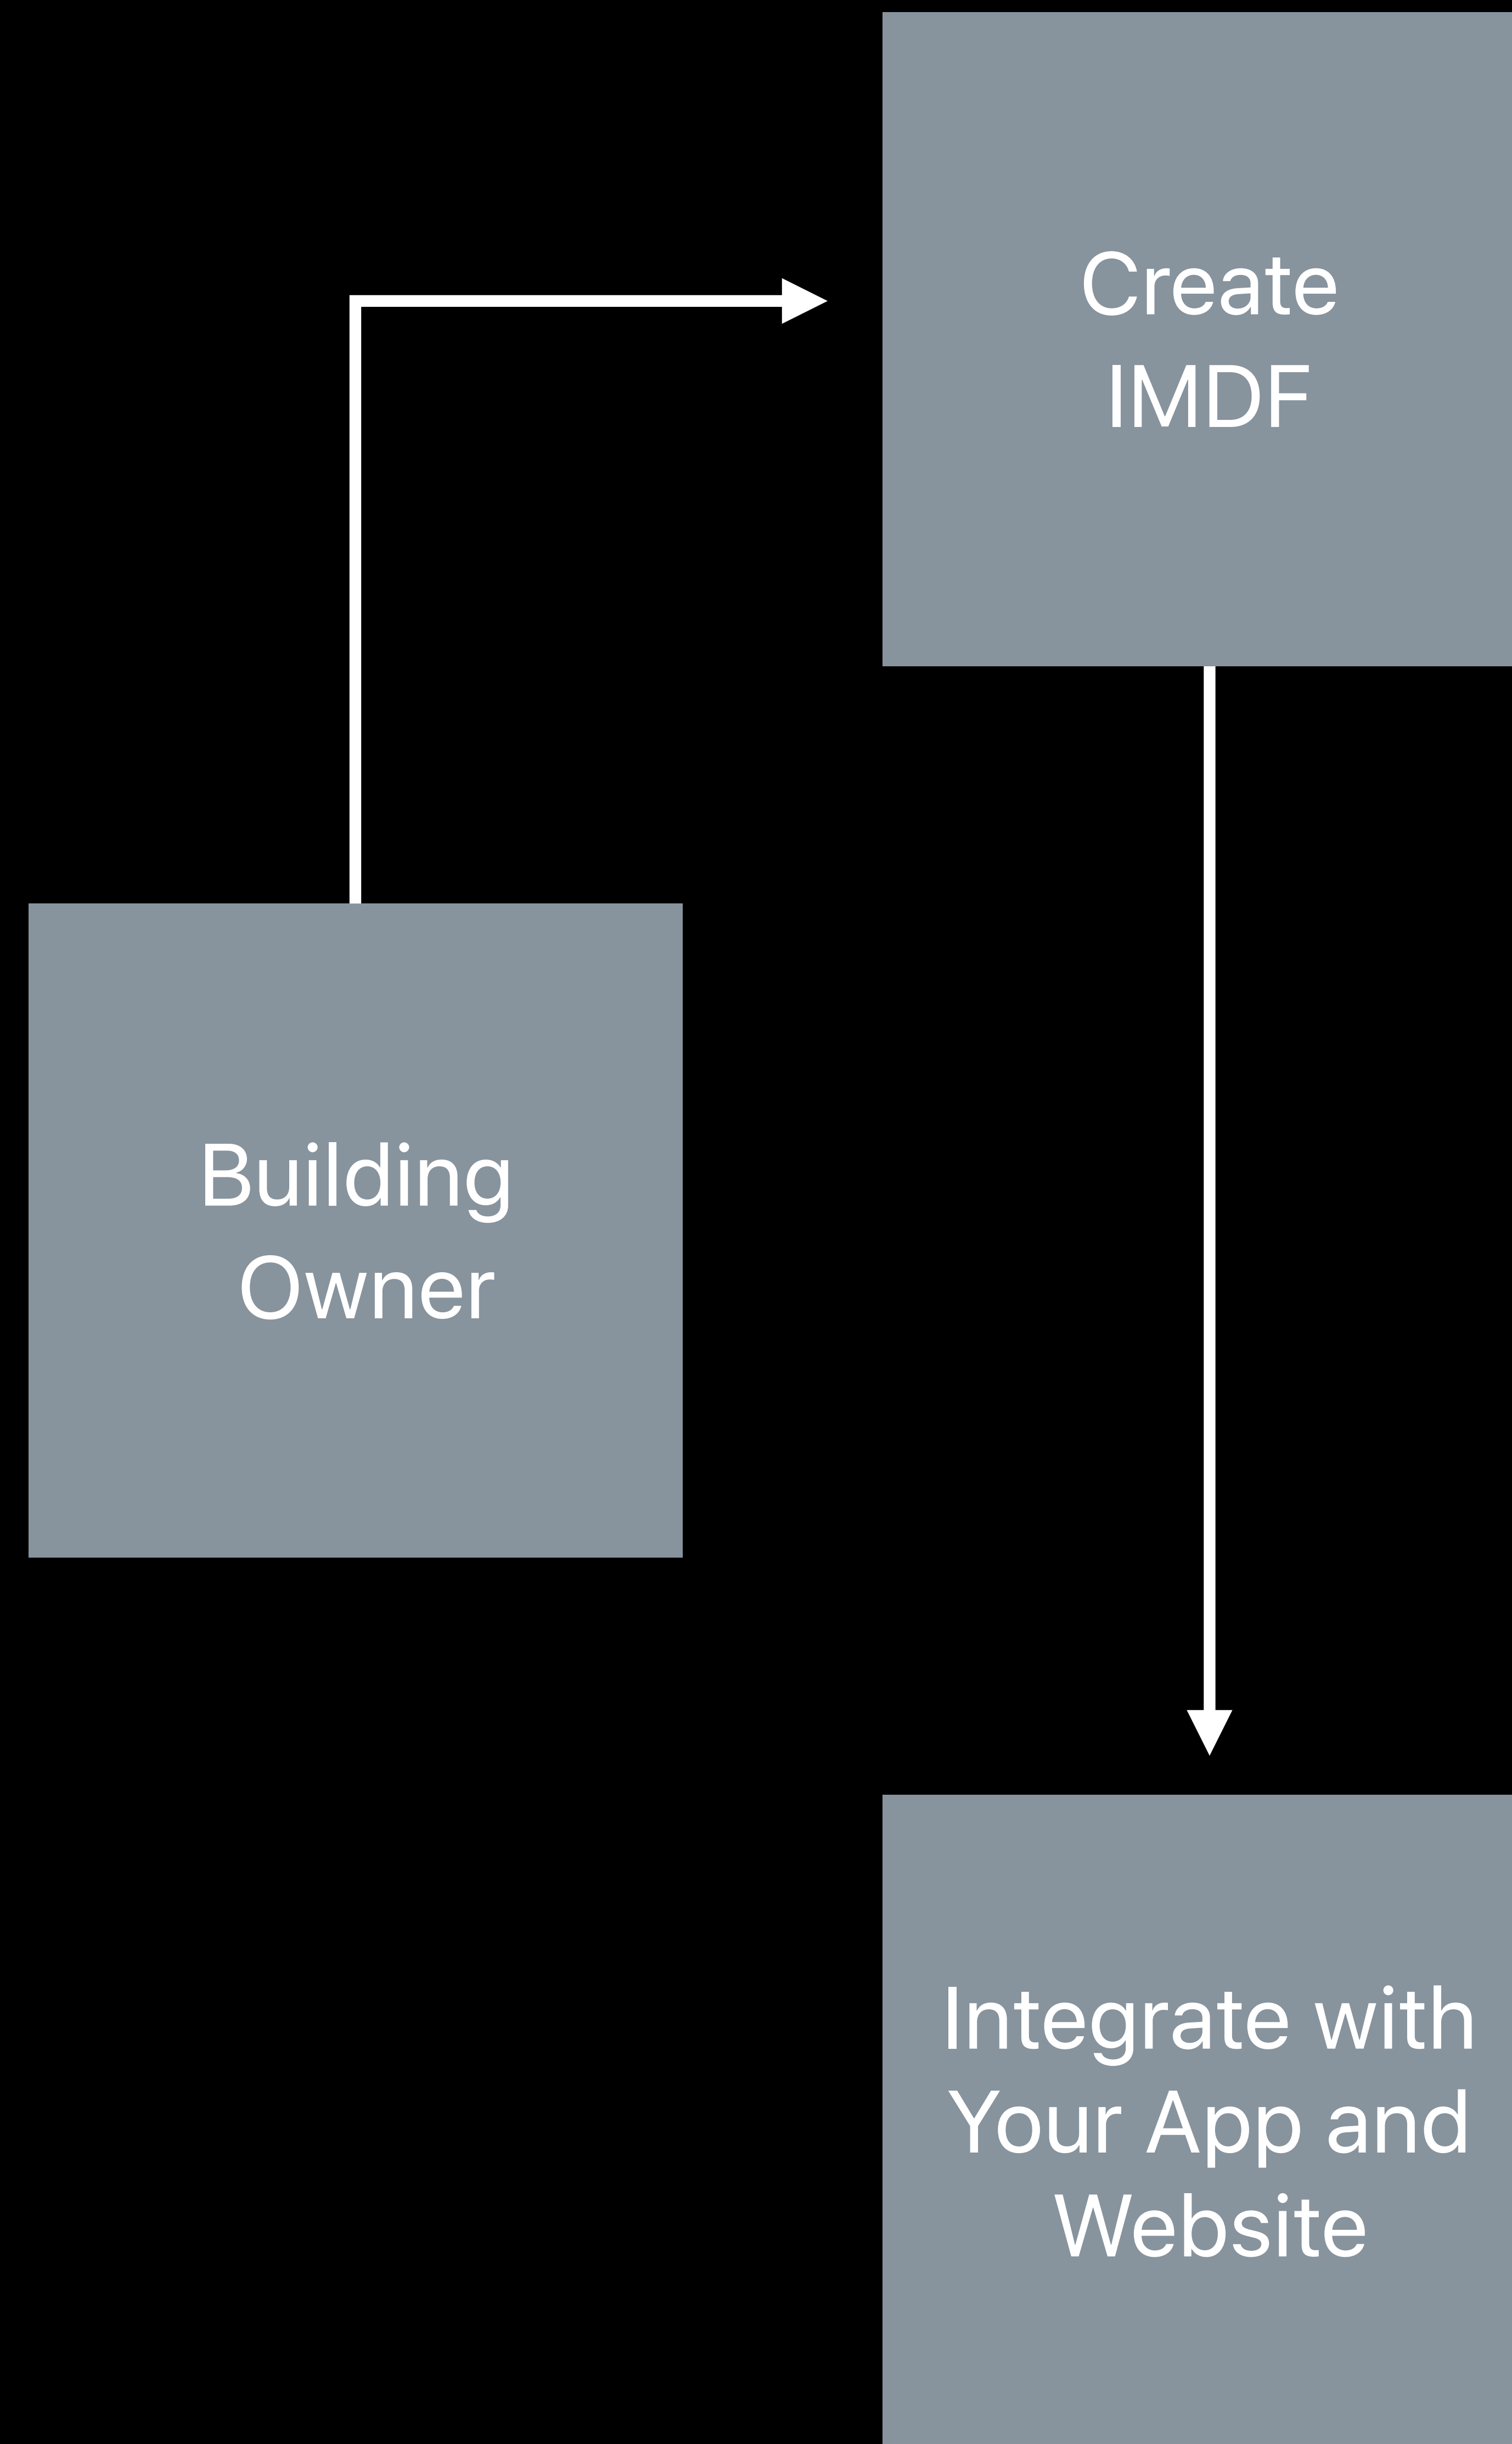 Create
IMDF
Building
Owner
Integrate with
Your App and
Website